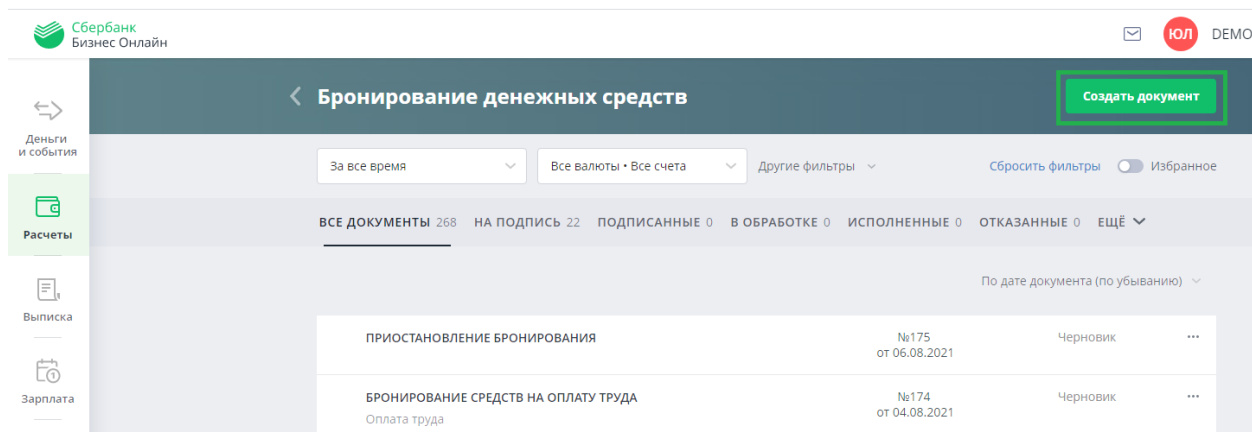 Сбербанк
Бизнес Онлайн
ЮЛ DEMO
Деньги
и события
Расчеты
Выписка
1
Зарплата
Бронирование денежных средств
Создать документ
За все время Все валюты • Все счета Другие фильтры Сбросить фильтры Избранное
ВСЕ ДОКУМЕНТЫ 268 НА ПОДПИСЬ 22 ПОДПИСАННЫЕ 0 В ОБРАБОТКЕ 0 ИСПОЛНЕННЫЕ 0 ОТКАЗАННЫЕ 0 ЕЩЁ
По дате документа (по убыванию)
ПРИОСТАНОВЛЕНИЕ БРОНИРОВАНИЯ №175 Черновик
от 06.08.2021
БРОНИРОВАНИЕ СРЕДСТВ НА ОПЛАТУ ТРУДА №174 Черновик
Оплата труда от 04.08.2021